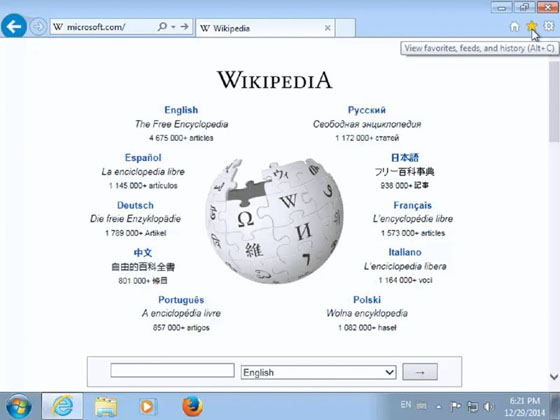 microsoft.com/
Wikipedia
View favorites, feeds, and history (Alt+C)
WIKIPEDIA
English
The Free Encyclopedia
4 675 000+ articles
Русский
Свободная энциклопедия
1 172 000+ статей
Español
La enciclopedia libre
1 145 000+ artículos
日本語
フリー百科事典
938 000+ 記事
Deutsch
Die freie Enzyklopädie
1 789 000+ Artikel
Français
L'encyclopédie libre
1 573 000+ articles
中文
自由的百科全書
801 000+ 條目
Italiano
L'enciclopedia libera
1 164 000+ voci
Português
A enciclopédia livre
857 000+ artigos
Polski
Wolna encyklopedia
1 082 000+ haseł
Ω
W
И
維
English
EN
6:21 PM
12/29/2014